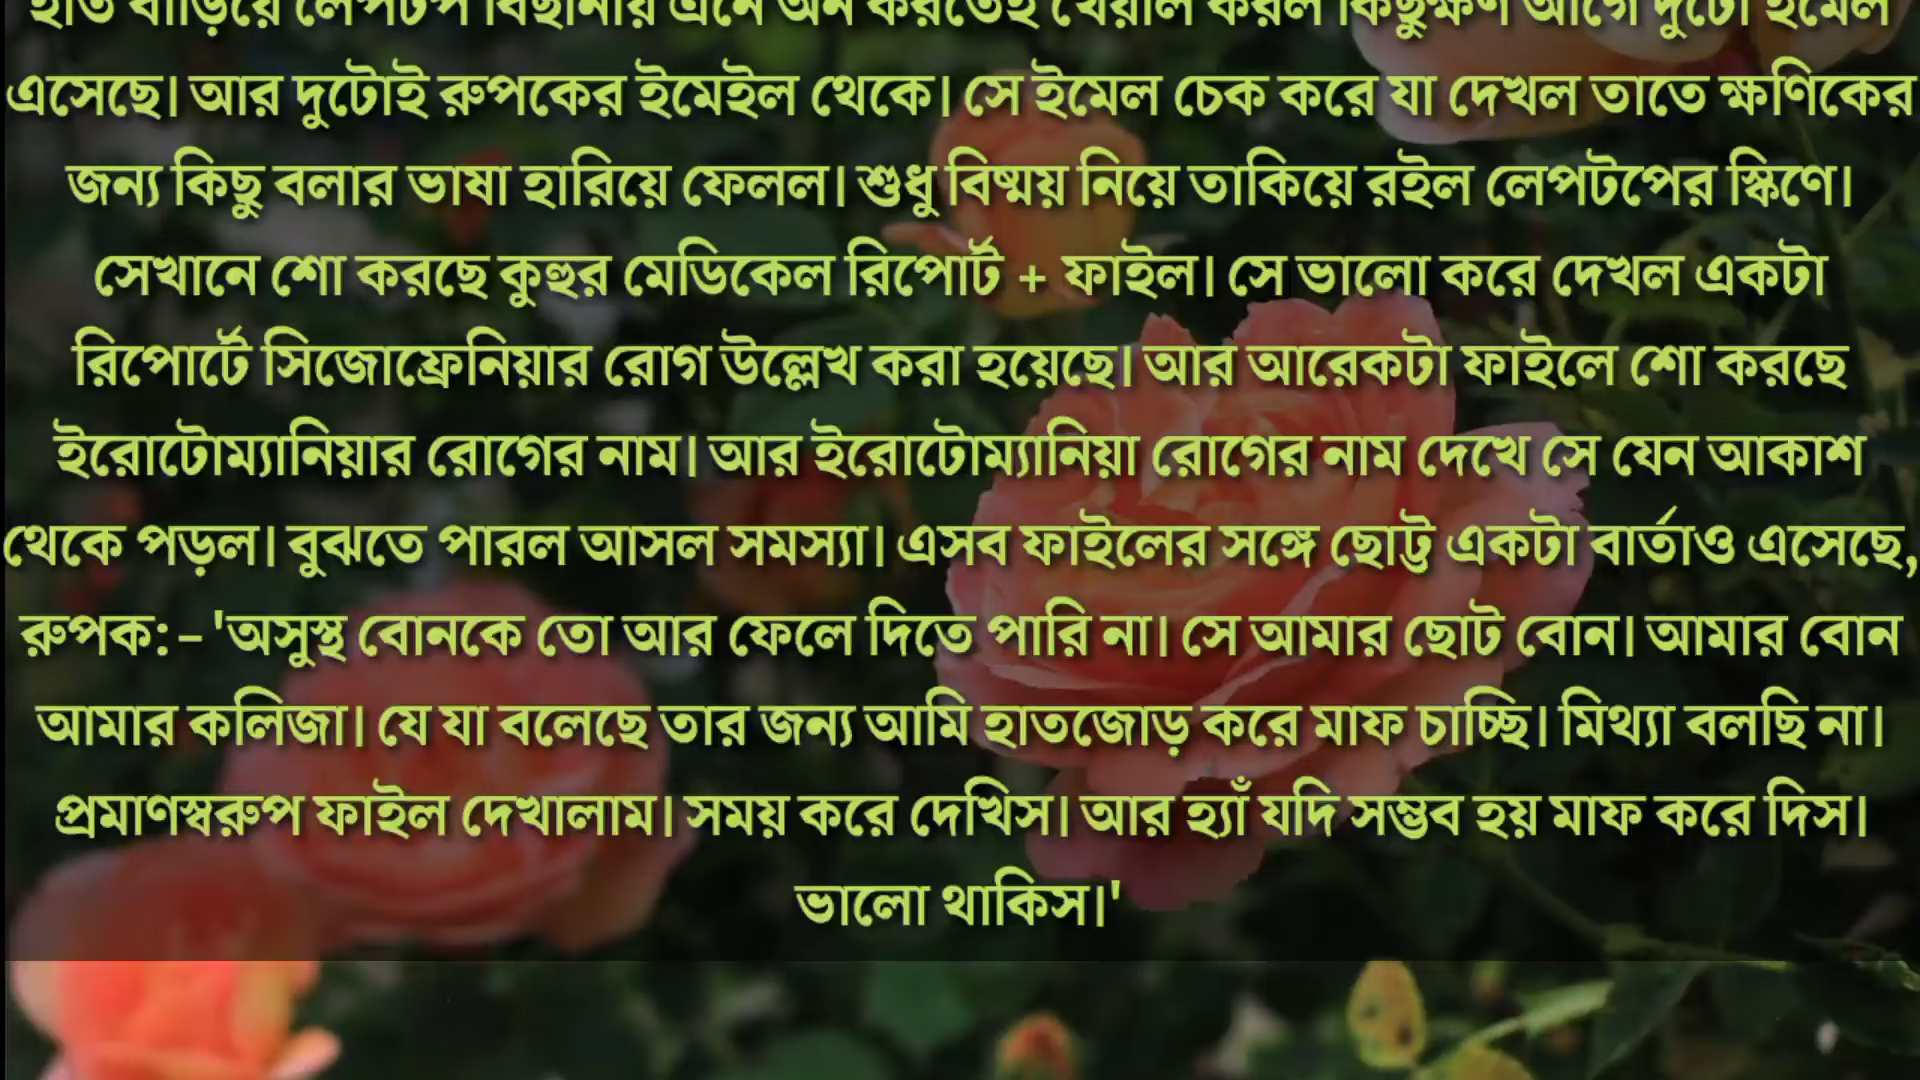 হাত বাড়িয়ে লেপটপ বিছানায় এনে অন করতেই খেয়াল করল কিছুক্ষণ আগে দুটো ইমেল
এসেছে। আর দুটোই রুপকের ইমেইল থেকে। সে ইমেল চেক করে যা দেখল তাতে ক্ষণিকের
জন্য কিছু বলার ভাষা হারিয়ে ফেলল। শুধু বিষ্ময় নিয়ে তাকিয়ে রইল লেপটপের স্কিণে।
সেখানে শো করছে কুহুর মেডিকেল রিপোর্ট + ফাইল। সে ভালো করে দেখল একটা
রিপোর্টে সিজোফ্রেনিয়ার রোগ উল্লেখ করা হয়েছে। আর আরেকটা ফাইলে শো করছে
ইরোটোম্যানিয়ার রোগের নাম। আর ইরোটোম্যানিয়া রোগের নাম দেখে সে যেন আকাশ
থেকে পড়ল। বুঝতে পারল আসল সমস্যা। এসব ফাইলের সঙ্গে ছোট্ট একটা বার্তাও এসেছে,
রুপক:- 'অসুস্থ বোনকে তো আর ফেলে দিতে পারি না। সে আমার ছোট বোন। আমার বোন
আমার কলিজা। যে যা বলেছে তার জন্য আমি হাতজোড় করে মাফ চাচ্ছি। মিথ্যা বলছি না।
প্রমাণস্বরুপ ফাইল দেখালাম। সময় করে দেখিস। আর হ্যাঁ যদি সম্ভব হয় মাফ করে দিস।
ভালো থাকিস।'